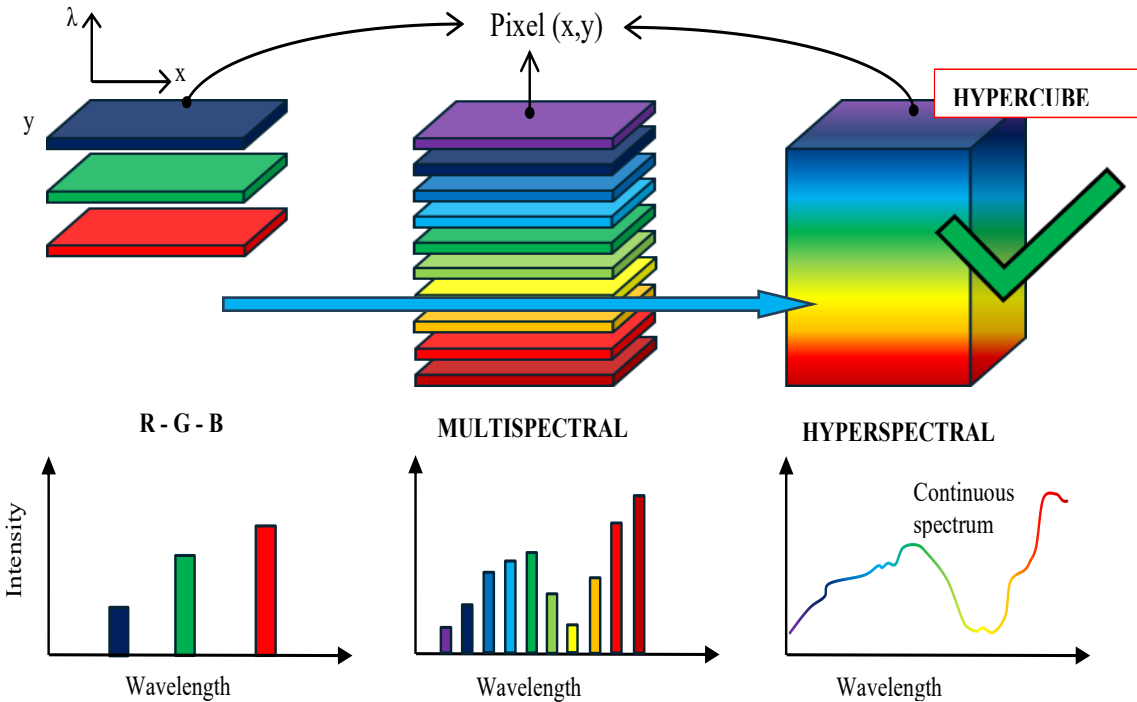 λ
Pixel (x,y)
x
y
HYPERCUBE
R - G - B
MULTISPECTRAL
HYPERSPECTRAL
Intensity
Continuous
spectrum
Wavelength
Wavelength
Wavelength